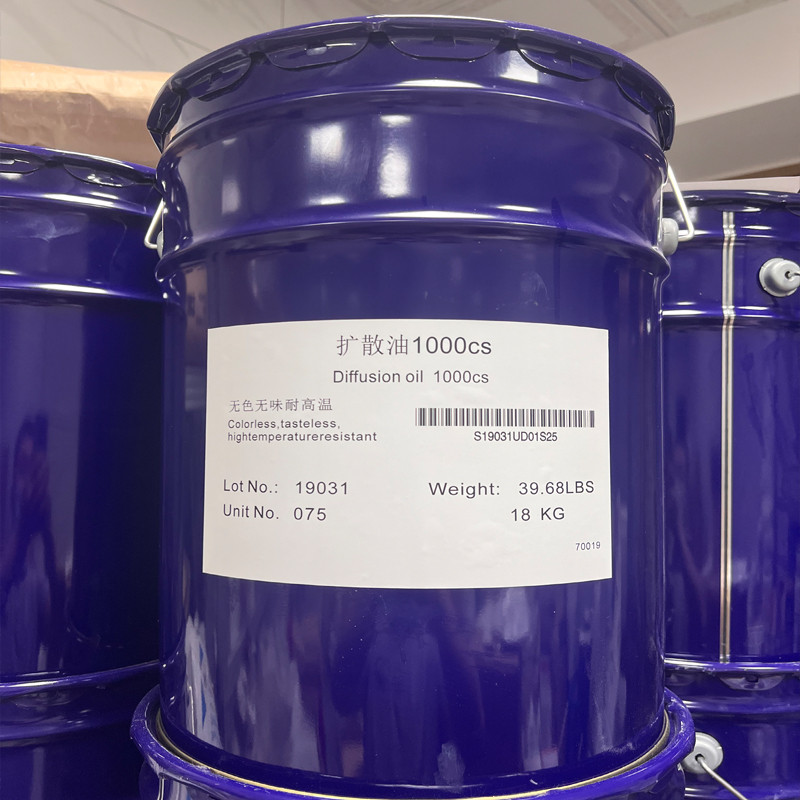 扩散油1000cs
Diffusion oil 1000cs
无色无味耐高温
Colorless,tasteless,
hightemperatureresistant
S19031UD01S25
Lot No.: 19031
Weight: 39.68LBS
Unit No. 075
18 KG
70019